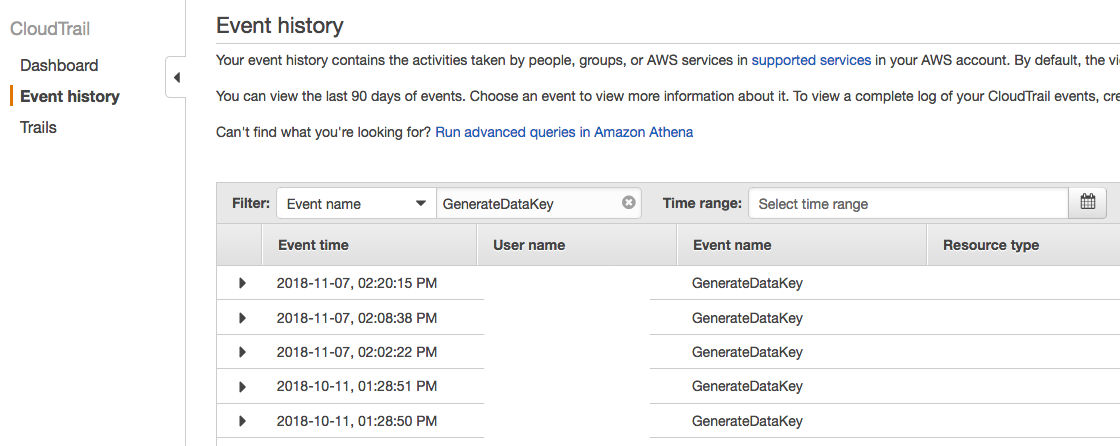 CloudTrail
Dashboard
Event history
Trails
Event history
Your event history contains the activities taken by people, groups, or AWS services in supported services in your AWS account. By default, the
You can view the last 90 days of events. Choose an event to view more information about it. To view a complete log of your CloudTrail events,
Can't find what you're looking for? Run advanced queries in Amazon Athena
Filter: Event name GenerateDataKey Time range: Select time range
Event time User name Event name Resource type
2018-11-07, 02:20:15 PM GenerateDataKey
2018-11-07, 02:08:38 PM GenerateDataKey
2018-11-07, 02:02:22 PM GenerateDataKey
2018-10-11, 01:28:51 PM GenerateDataKey
2018-10-11, 01:28:50 PM GenerateDataKey